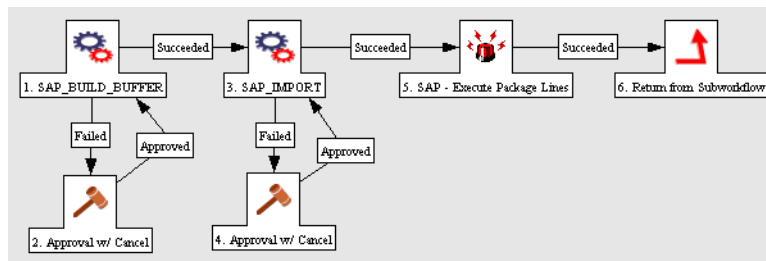 Succeeded
Succeeded
Succeeded
1. SAP_BUILD_BUFFER
3. SAP_IMPORT
5. SAP - Execute Package Lines
6. Return from Subworkflow
Failed
Approved
Failed
Approved
2. Approval w/ Cancel
4. Approval w/ Cancel